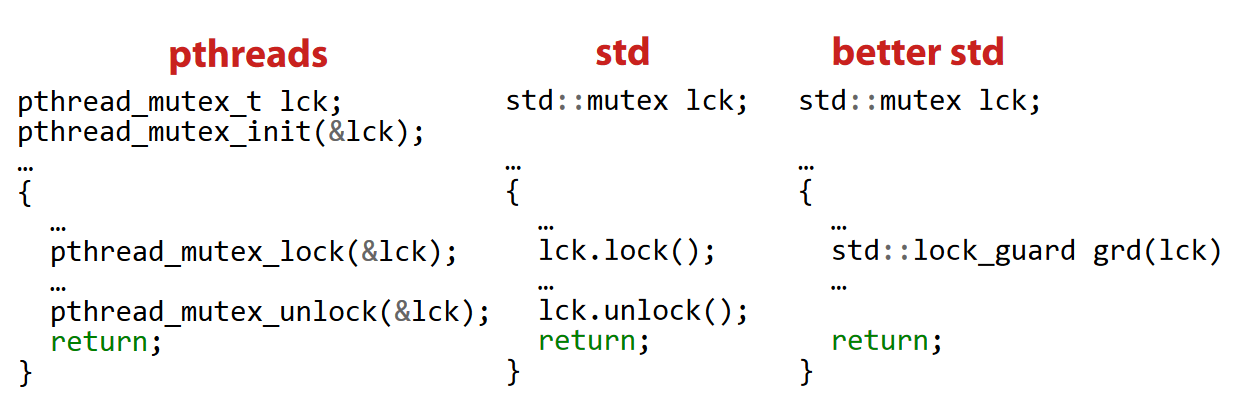 pthreads
pthread_mutex_t lck;
pthread_mutex_init(&lck);
…
{
…
pthread_mutex_lock(&lck);
…
pthread_mutex_unlock(&lck);
return;
}
std
std::mutex lck;
…
{
…
lck.lock();
…
lck.unlock();
return;
}
better std
std::mutex lck;
…
{
…
std::lock_guard grd(lck)
…
return;
}